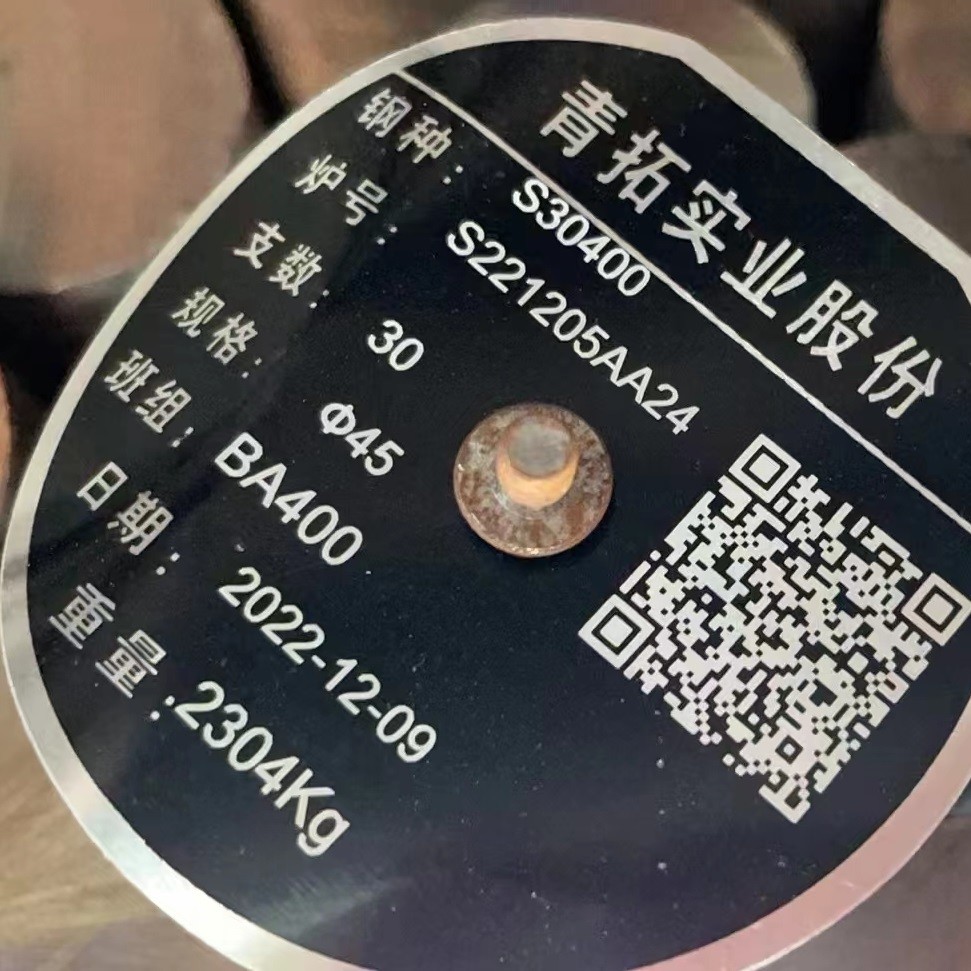 青拓实业股份
钢种: S30400
炉号: S221205AA24
支数: 30
规格: Φ45
班组: BA400
日期: 2022-12-09
重量: 2304Kg